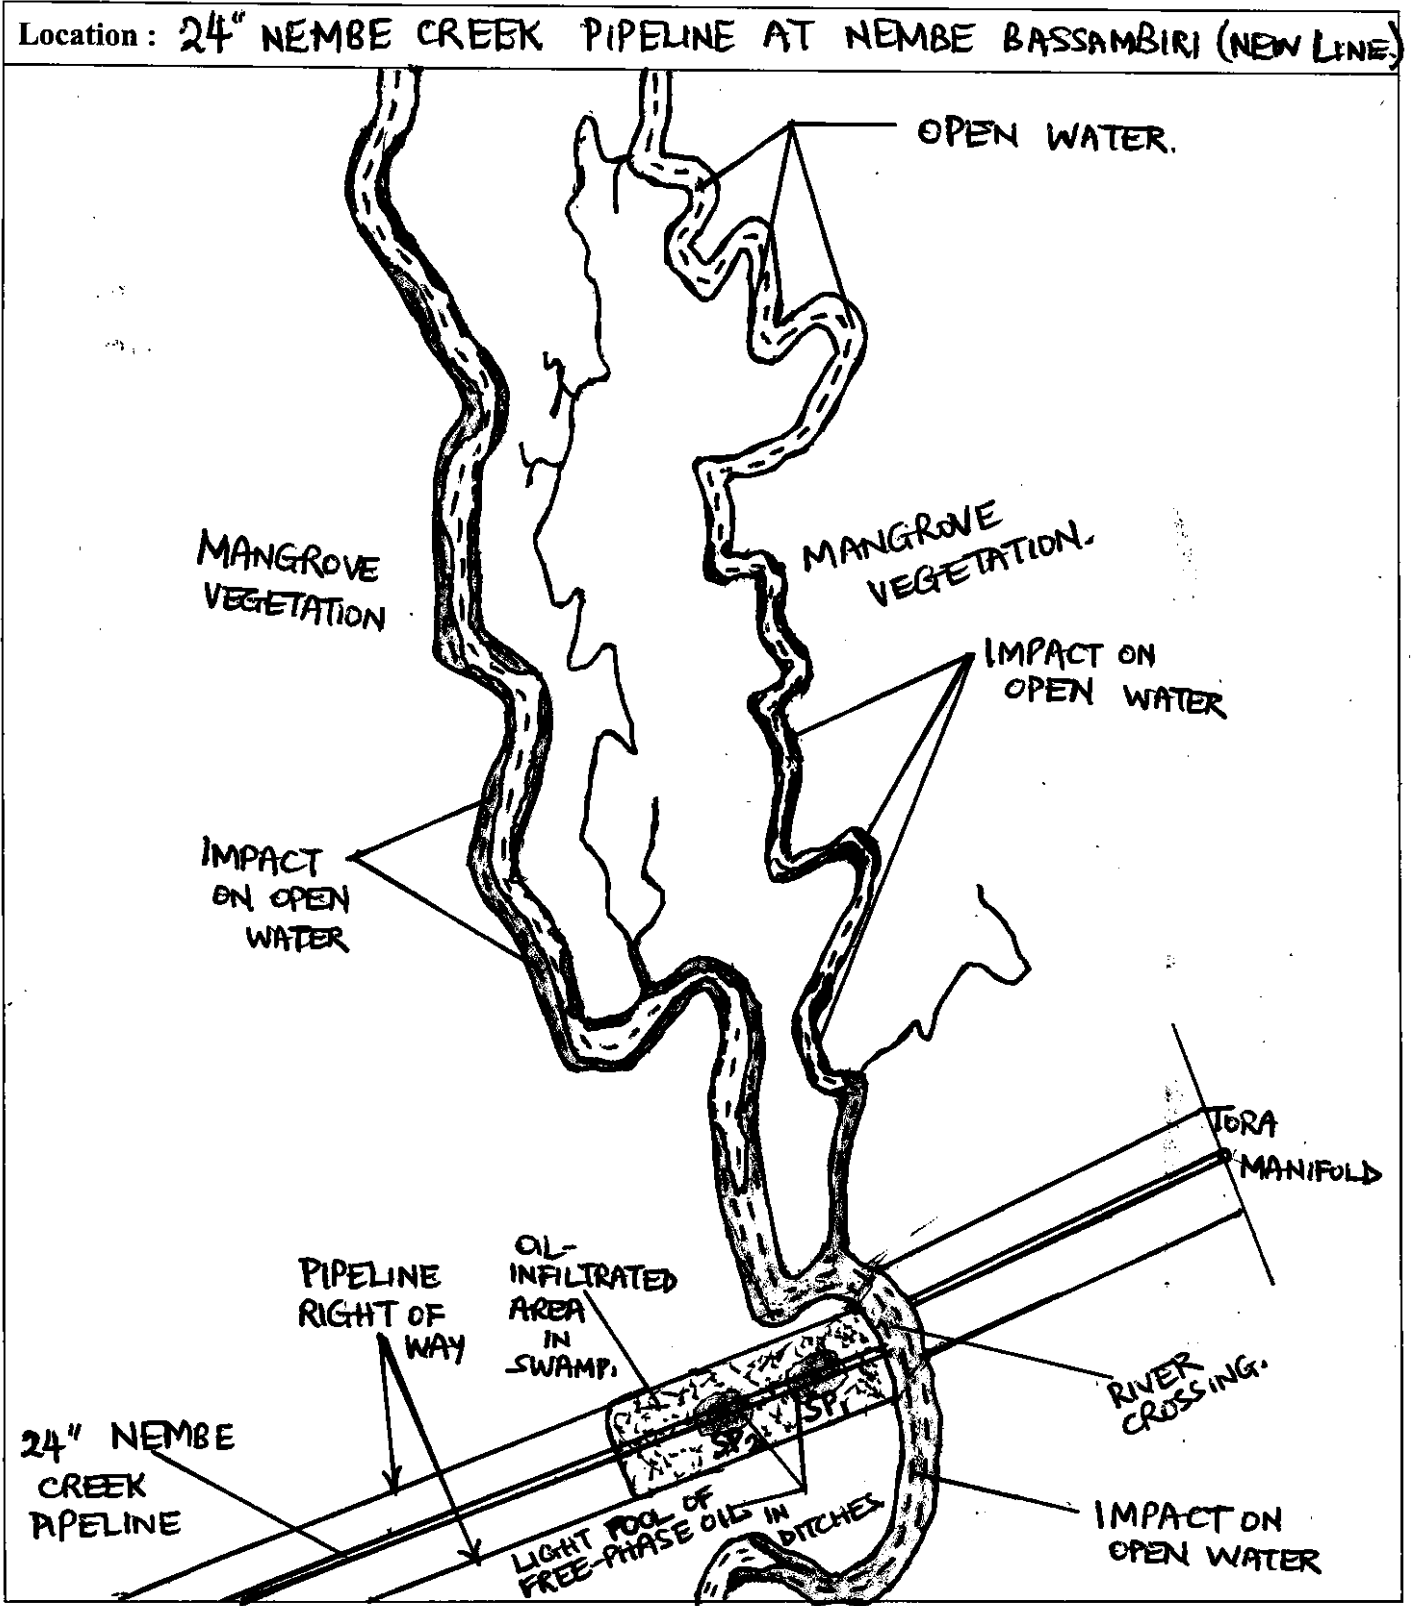 Location : 24" NEMBE CREEK PIPELINE AT NEMBE BASSAMBIRI (NEW LINE.)
OPEN WATER.
MANGROVE
VEGETATION
MANGROVE
VEGETATION.
IMPACT ON
OPEN WATER
IMPACT
ON OPEN
WATER
TORA
MANIFOLD
PIPELINE
RIGHT OF
WAY
OIL-
INFILTRATED
AREA
IN
SWAMP.
RIVER
CROSSING.
SP1
SP2
24" NEMBE
CREEK
PIPELINE
LIGHT POOL OF
FREE-PHASE OIL IN
DITCHES
IMPACT ON
OPEN WATER